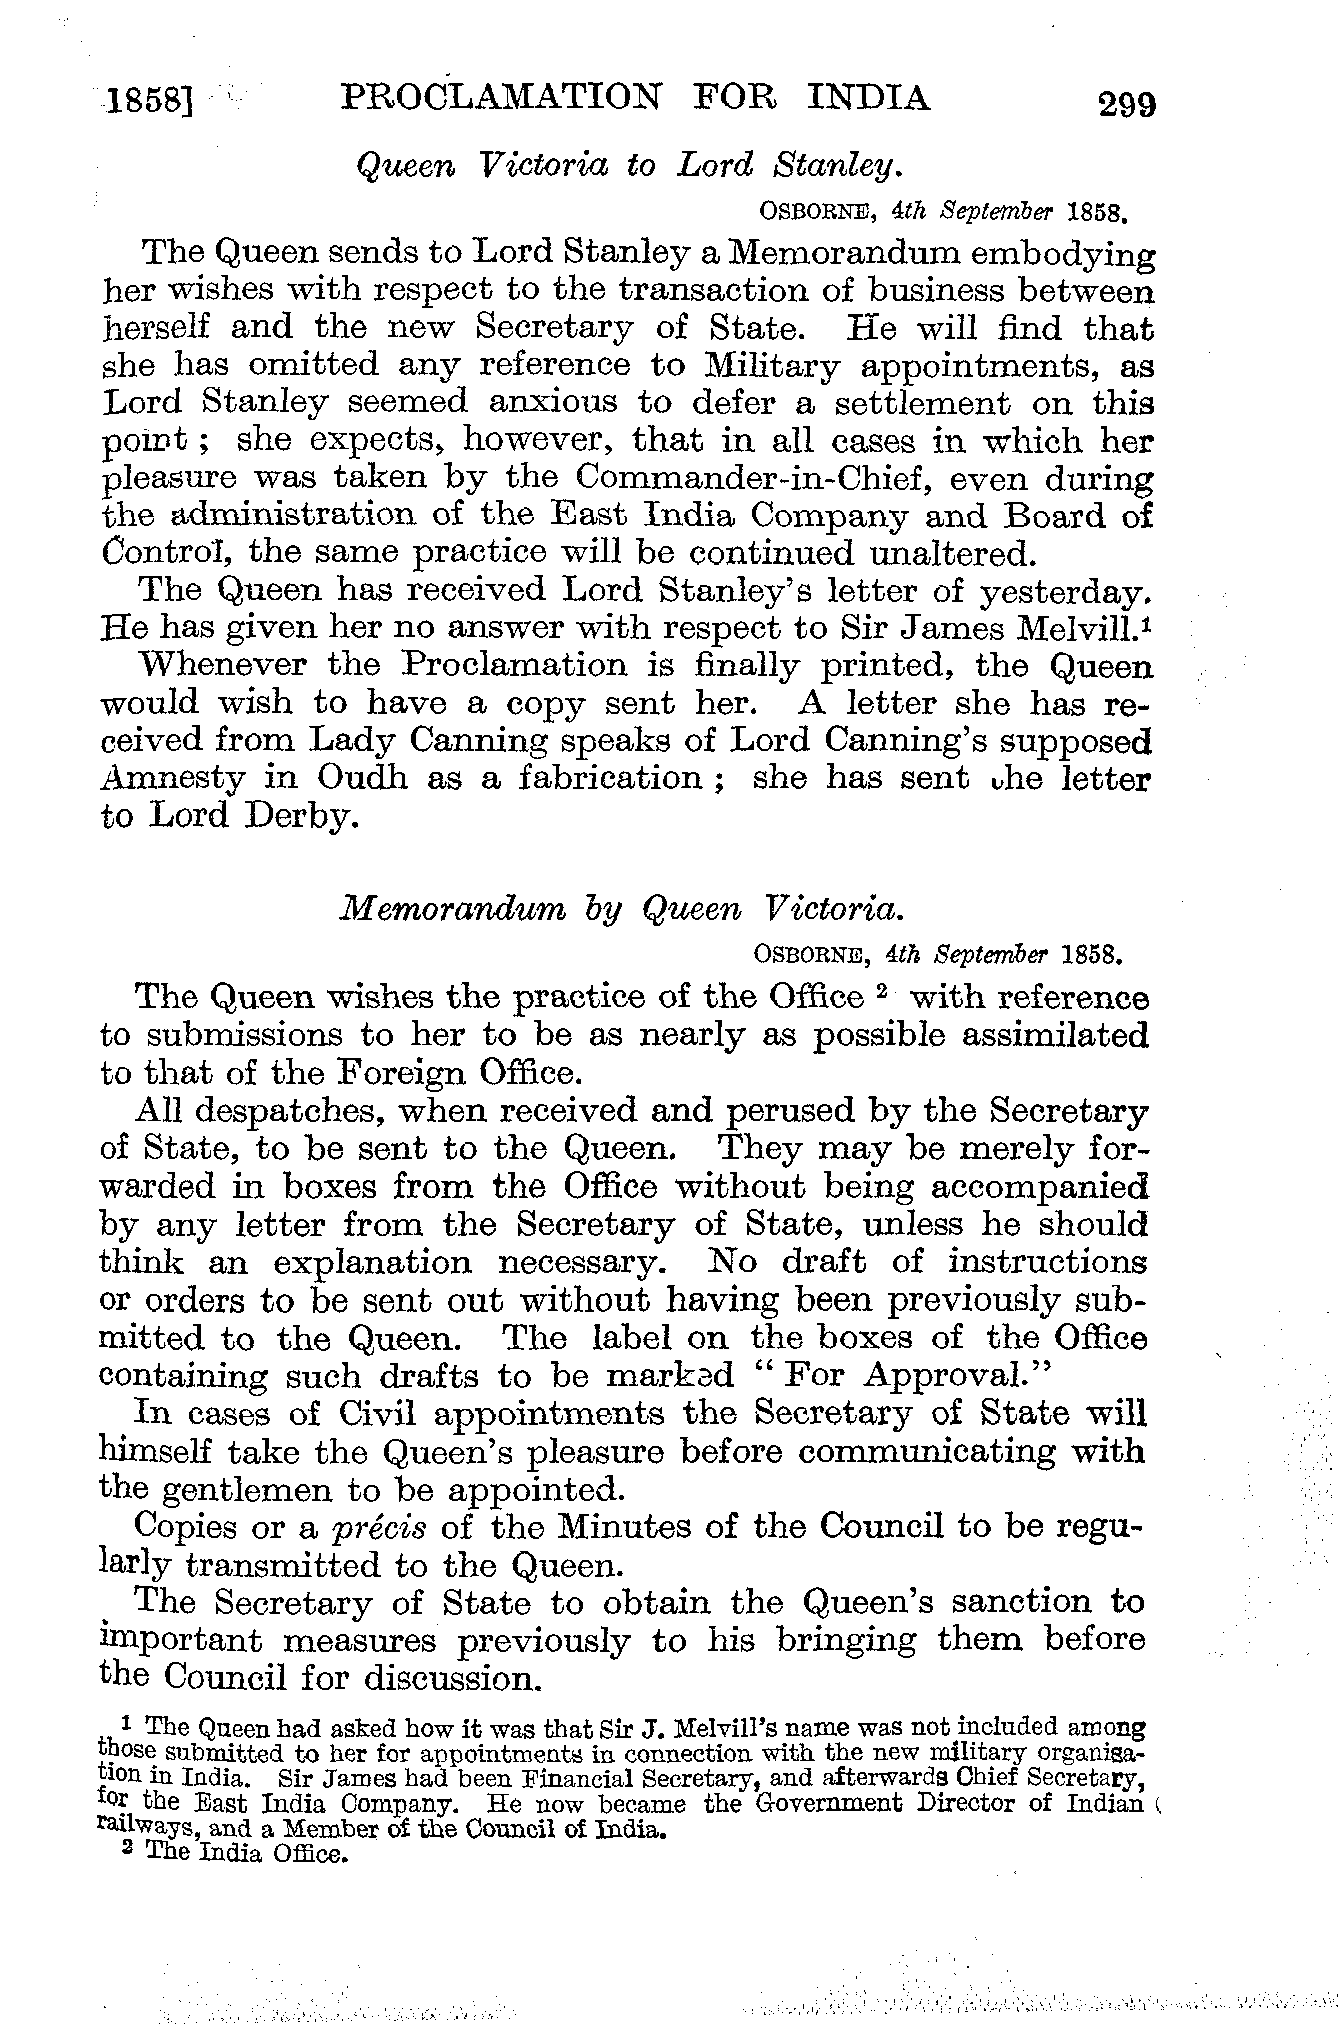 1858] PROCLAMATION FOR INDIA 299
Queen Victoria to Lord Stanley.
OSBORNE, 4th September 1858.
The Queen sends to Lord Stanley a Memorandum embodying
her wishes with respect to the transaction of business between
herself and the new Secretary of State. He will find that
she has omitted any reference to Military appointments, as
Lord Stanley seemed anxious to defer a settlement on this
point ; she expects, however, that in all cases in which her
pleasure was taken by the Commander-in-Chief, even during
the administration of the East India Company and Board of
Control, the same practice will be continued unaltered.
The Queen has received Lord Stanley's letter of yesterday.
He has given her no answer with respect to Sir James Melvill.¹
Whenever the Proclamation is finally printed, the Queen
would wish to have a copy sent her. A letter she has re-
ceived from Lady Canning speaks of Lord Canning's supposed
Amnesty in Oudh as a fabrication ; she has sent the letter
to Lord Derby.
Memorandum by Queen Victoria.
OSBORNE, 4th September 1858.
The Queen wishes the practice of the Office ² with reference
to submissions to her to be as nearly as possible assimilated
to that of the Foreign Office.
All despatches, when received and perused by the Secretary
of State, to be sent to the Queen. They may be merely for-
warded in boxes from the Office without being accompanied
by any letter from the Secretary of State, unless he should
think an explanation necessary. No draft of instructions
or orders to be sent out without having been previously sub-
mitted to the Queen. The label on the boxes of the Office
containing such drafts to be marked “ For Approval.”
In cases of Civil appointments the Secretary of State will
himself take the Queen's pleasure before communicating with
the gentlemen to be appointed.
Copies or a précis of the Minutes of the Council to be regu-
larly transmitted to the Queen.
The Secretary of State to obtain the Queen's sanction to
important measures previously to his bringing them before
the Council for discussion.
¹ The Queen had asked how it was that Sir J. Melvill's name was not included among
those submitted to her for appointments in connection with the new military organisa-
tion in India. Sir James had been Financial Secretary, and afterwards Chief Secretary,
for the East India Company. He now became the Government Director of Indian
railways, and a Member of the Council of India.
² The India Office.